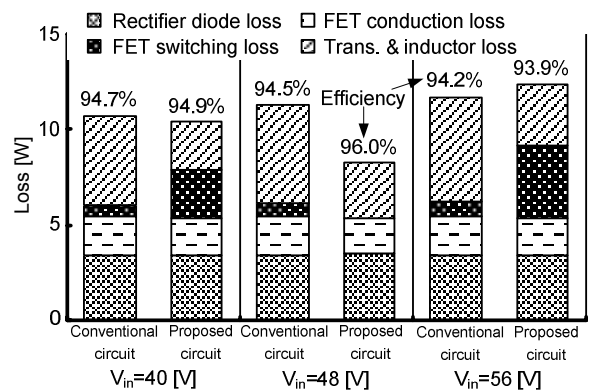 Rectifier diode loss
FET conduction loss
FET switching loss
Trans. & inductor loss
15
10
5
0
Loss [W]
94.7%
94.9%
94.5%
Efficiency
96.0%
94.2%
93.9%
Conventional circuit
Proposed circuit
Conventional circuit
Proposed circuit
Conventional circuit
Proposed circuit
Vin=40 [V]
Vin=48 [V]
Vin=56 [V]